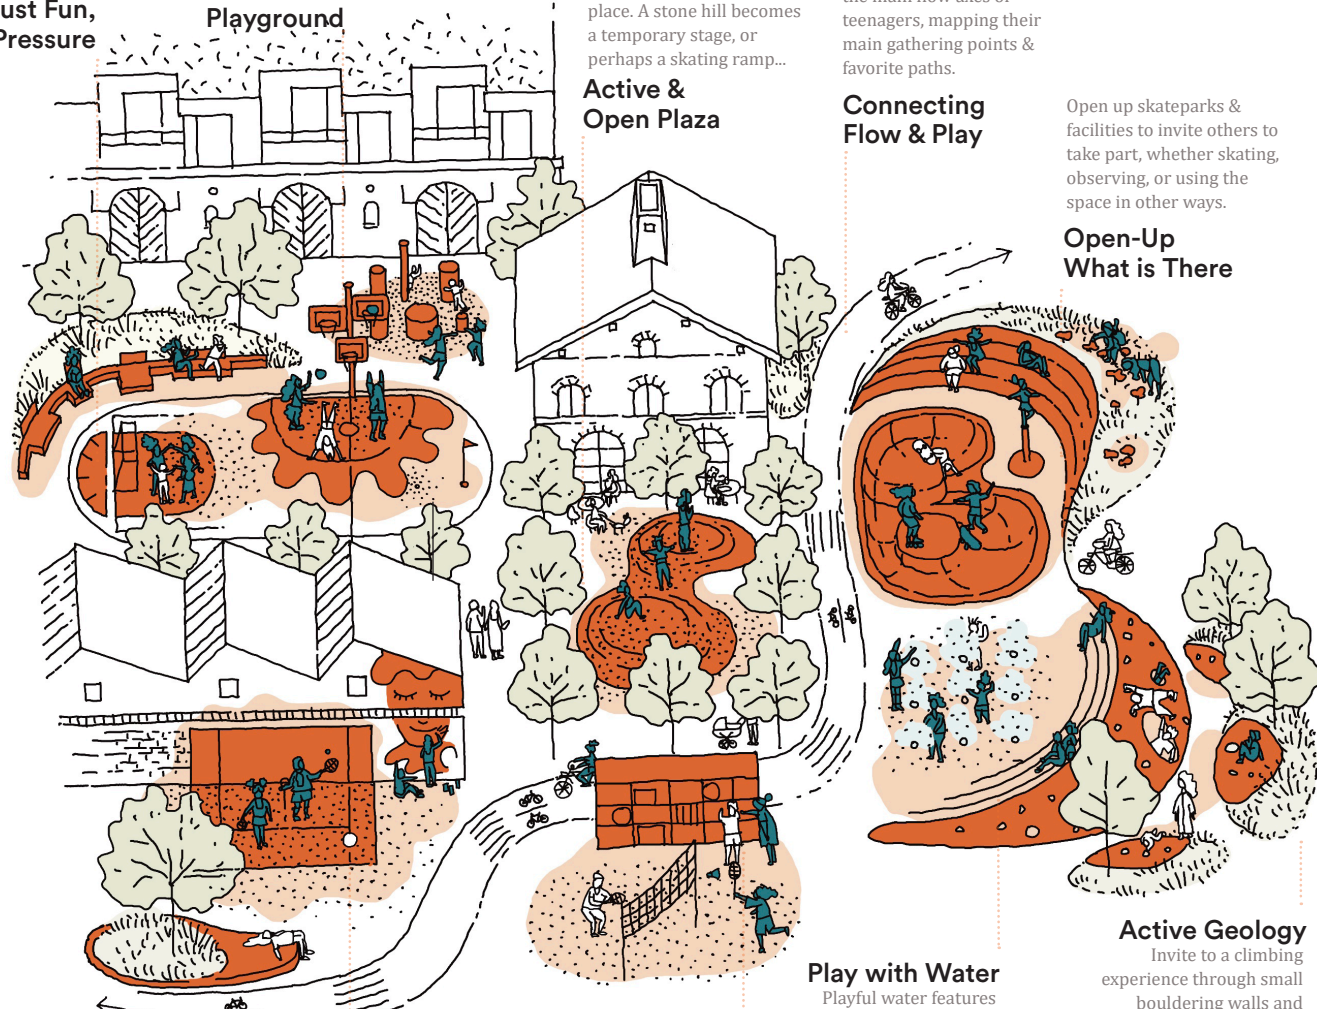 ust Fun,
Pressure
Playground
place. A stone hill becomes
a temporary stage, or
perhaps a skating ramp...
Active &
Open Plaza
teenagers, mapping their
main gathering points &
favorite paths.
Connecting
Flow & Play
Open up skateparks &
facilities to invite others to
take part, whether skating,
observing, or using the
space in other ways.
Open-Up
What is There
Play with Water
Playful water features
Active Geology
Invite to a climbing
experience through small
bouldering walls and